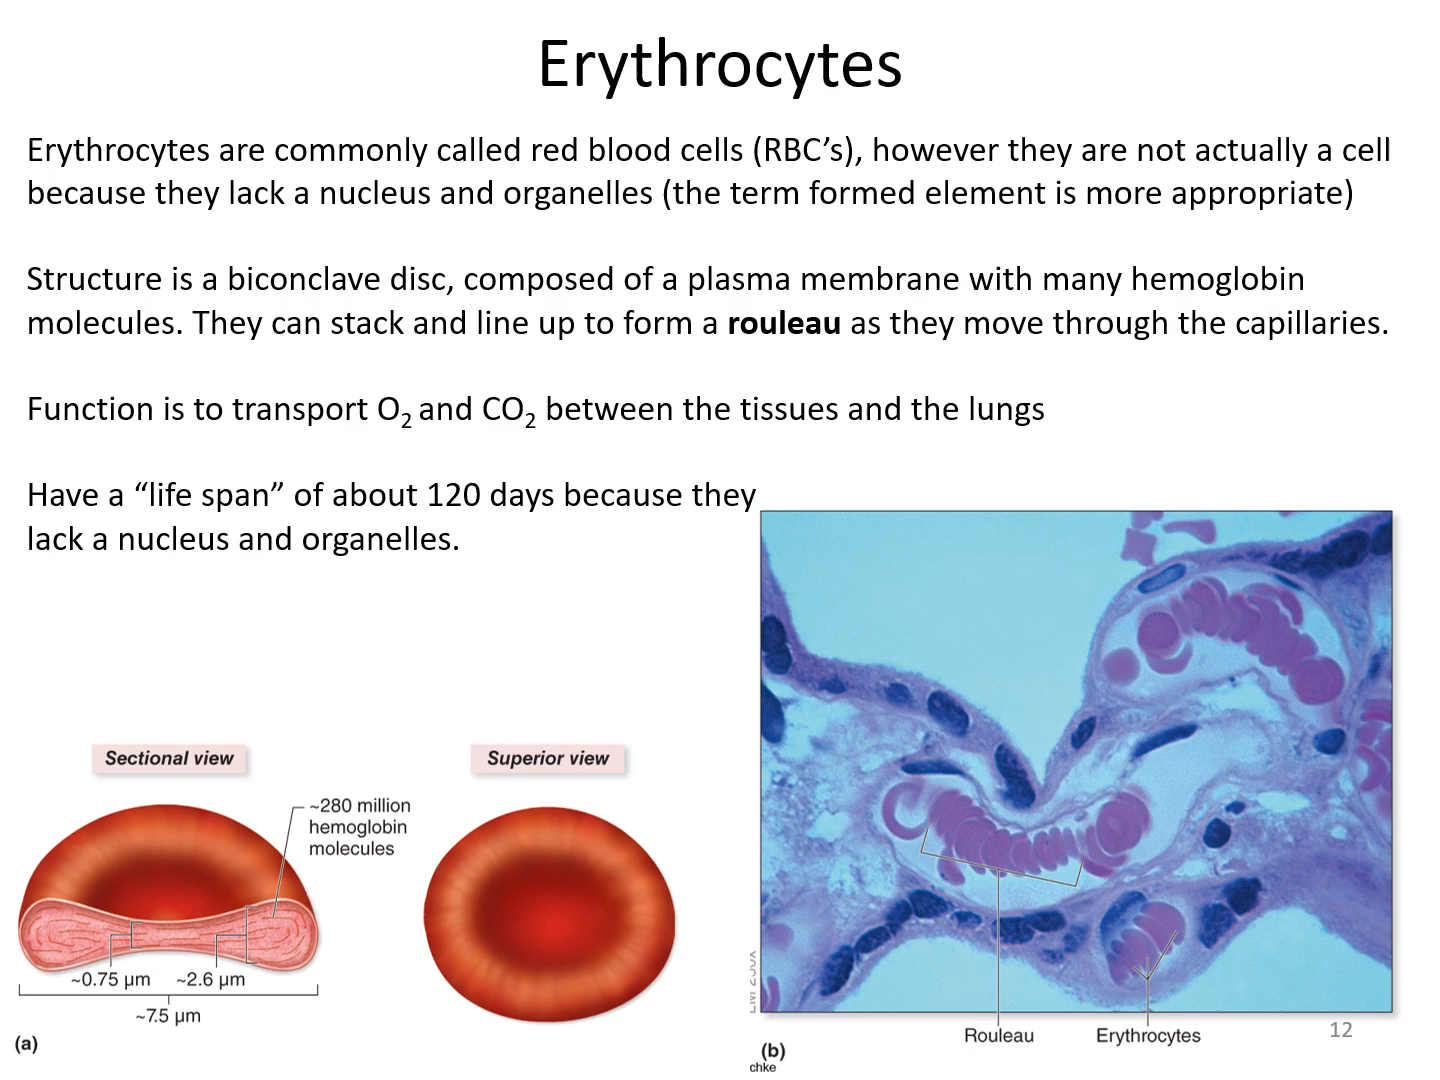 Erythrocytes
Erythrocytes are commonly called red blood cells (RBC’s), however they are not actually a cell
because they lack a nucleus and organelles (the term formed element is more appropriate)
Structure is a biconclave disc, composed of a plasma membrane with many hemoglobin
molecules. They can stack and line up to form a rouleau as they move through the capillaries.
Function is to transport O₂ and CO₂ between the tissues and the lungs
Have a “life span” of about 120 days because they
lack a nucleus and organelles.
Sectional view
~280 million
hemoglobin
molecules
~0.75 µm
~2.6 µm
~7.5 µm
(a)
Superior view
Rouleau
Erythrocytes
(b)
chke
12